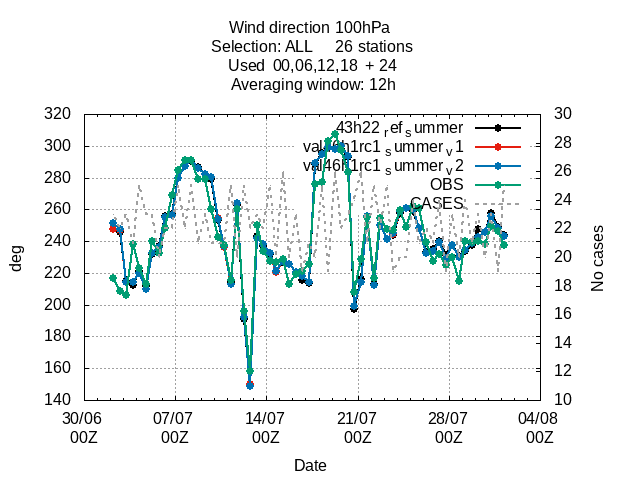 Wind direction 100hPa
Selection: ALL 26 stations
Used 00,06,12,18 + 24
Averaging window: 12h
320 30
300 28
280 26
260 24
240 22
220 20
200 18
180 16
160 14
140 12
10
deg
No cases
43h22 refsummer
val46h1rc1summerv1
val46h1rc1summerv2
OBS
CASES
30/06 07/07 14/07 21/07 28/07 04/08
00Z 00Z 00Z 00Z 00Z 00Z
Date